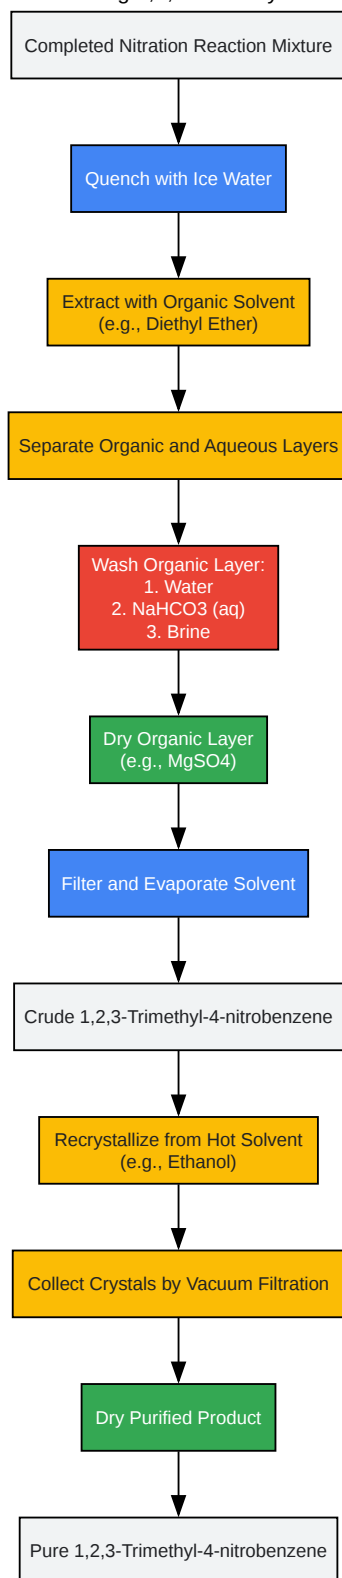 Completed Nitration Reaction Mixture
Quench with Ice Water
Extract with Organic Solvent
(e.g., Diethyl Ether)
Separate Organic and Aqueous Layers
Wash Organic Layer:
1. Water
2. NaHCO3 (aq)
3. Brine
Dry Organic Layer
(e.g., MgSO4)
Filter and Evaporate Solvent
Crude 1,2,3-Trimethyl-4-nitrobenzene
Recrystallize from Hot Solvent
(e.g., Ethanol)
Collect Crystals by Vacuum Filtration
Dry Purified Product
Pure 1,2,3-Trimethyl-4-nitrobenzene